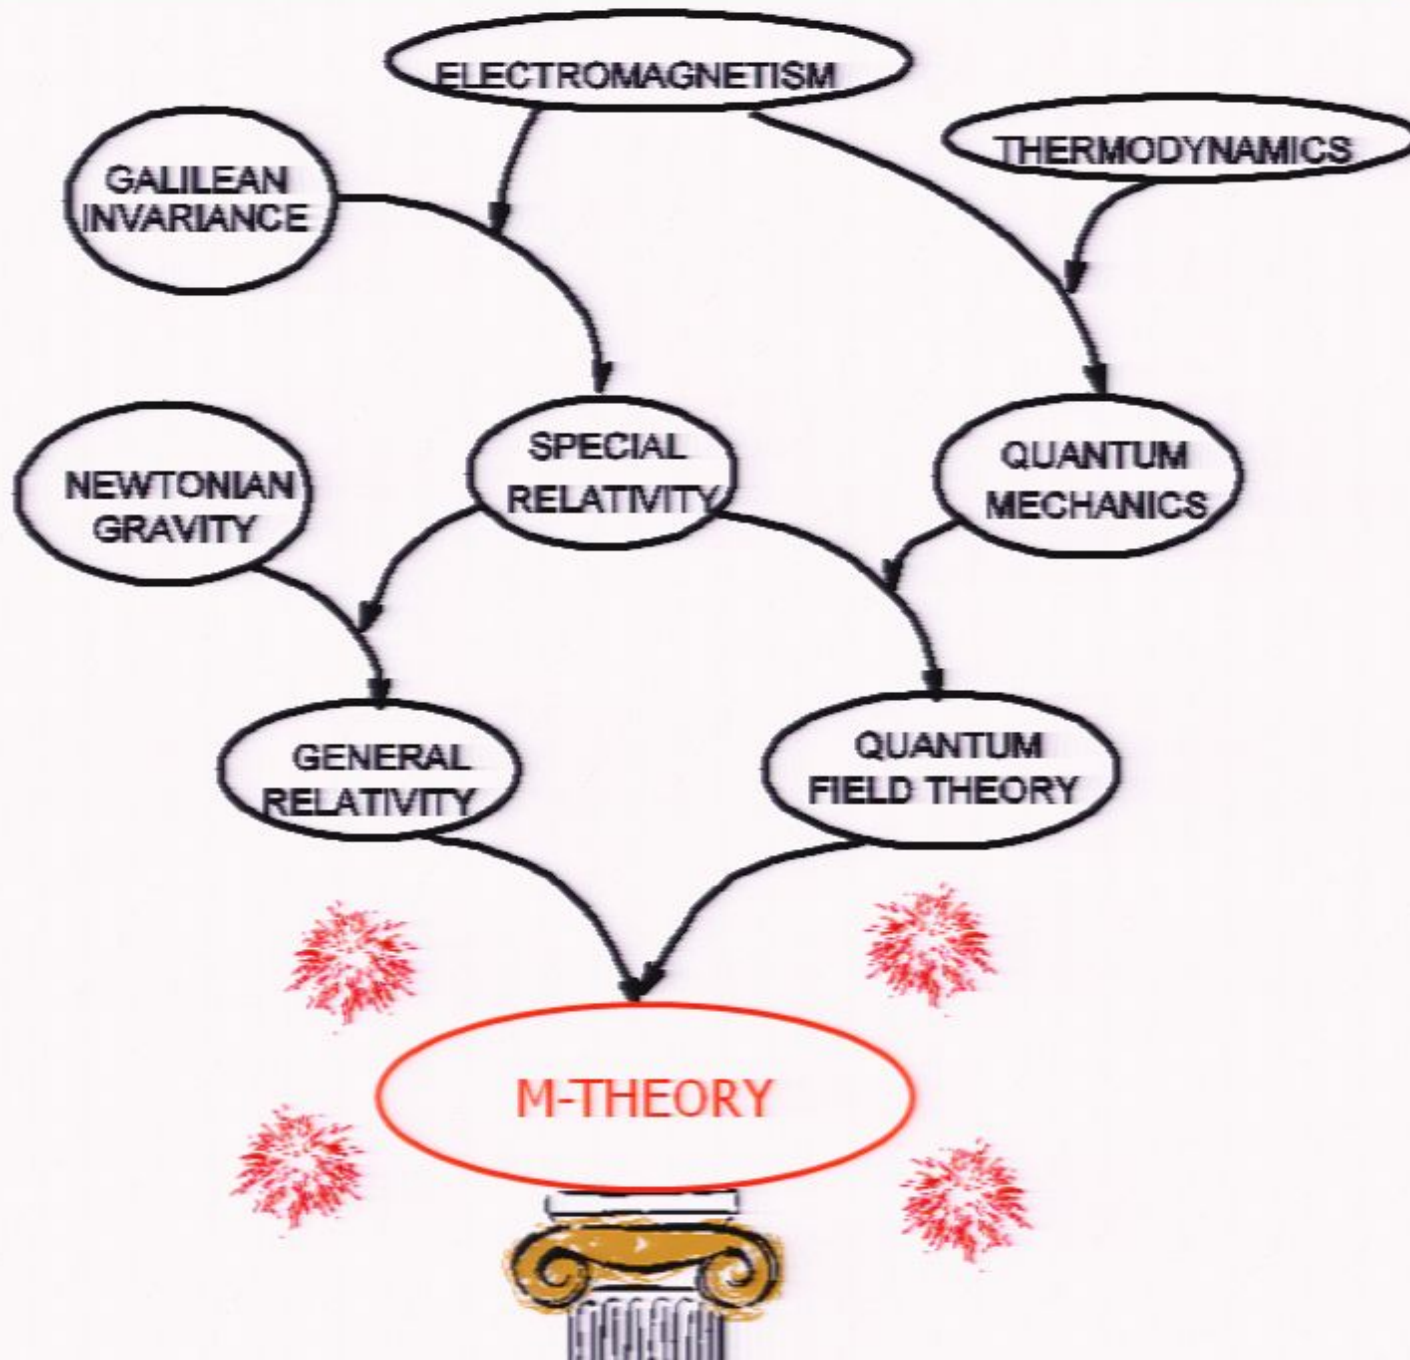 ELECTROMAGNETISM
THERMODYNAMICS
GALILEAN
INVARIANCE
SPECIAL
RELATIVITY
QUANTUM
MECHANICS
NEWTONIAN
GRAVITY
GENERAL
RELATIVITY
QUANTUM
FIELD THEORY
M-THEORY